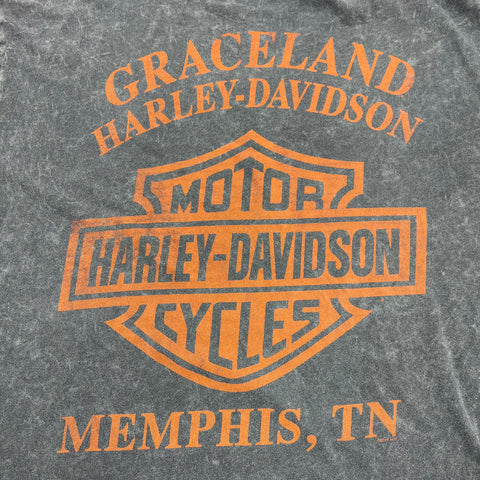 GRACELAND
HARLEY-DAVIDSON
MOTOR
HARLEY-DAVIDSON
CYCLES
MEMPHIS, TN